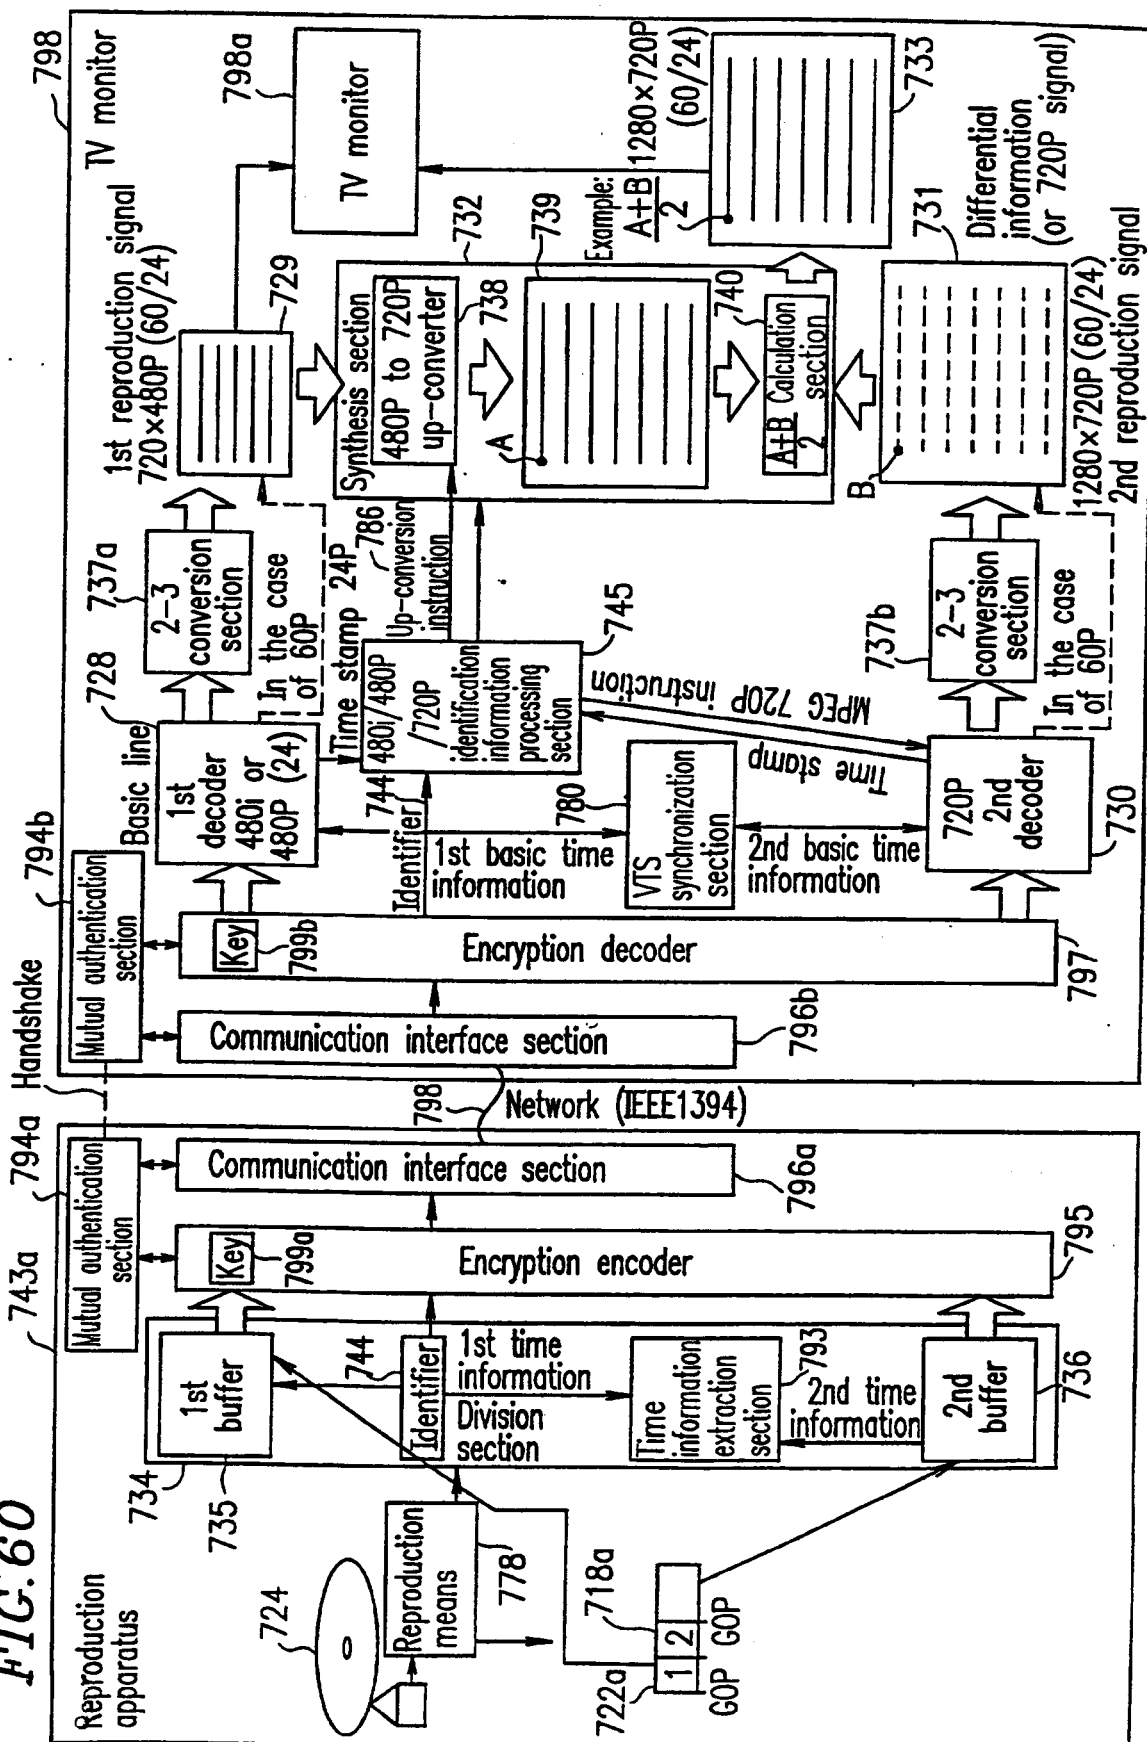 FIG. 60
Reproduction
apparatus
743a
724
Reproduction
means
778
722a
1
2
718a
GOP
GOP
734
735
1st
buffer
744
Identifier
Division
section
1st time
information
Time
information
extraction
section
793
2nd time
information
2nd
buffer
736
Mutual authentication
section
794a
Key
799a
Encryption encoder
795
Communication interface section
796a
Handshake
798
Network (IEEE1394)
798
TV monitor
794b
Mutual authentication
section
Communication interface section
796b
Key
799b
Encryption decoder
797
Basic line
728
1st
decoder
480i or
480P (24)
Identifier
744
1st basic time
information
780
VTS
synchronization
section
2nd basic time
information
720P
2nd
decoder
730
737a
2-3
conversion
section
In the case
of 60P
Time stamp 24P
480i/480P
/720P
identification
information
processing
section
745
786
Up-conversion
instruction
MPEG 720P instruction
Time stamp
737b
2-3
conversion
section
In the case
of 60P
1st reproduction signal
720×480P (60/24)
729
798a
TV monitor
Synthesis section
732
480P to 720P
up-converter
738
739
A
740
A+B
2
Calculation
section
Example:
A+B
2
1280×720P
(60/24)
733
B
731
Differential
information
(or 720P signal)
1280×720P (60/24)
2nd reproduction signal